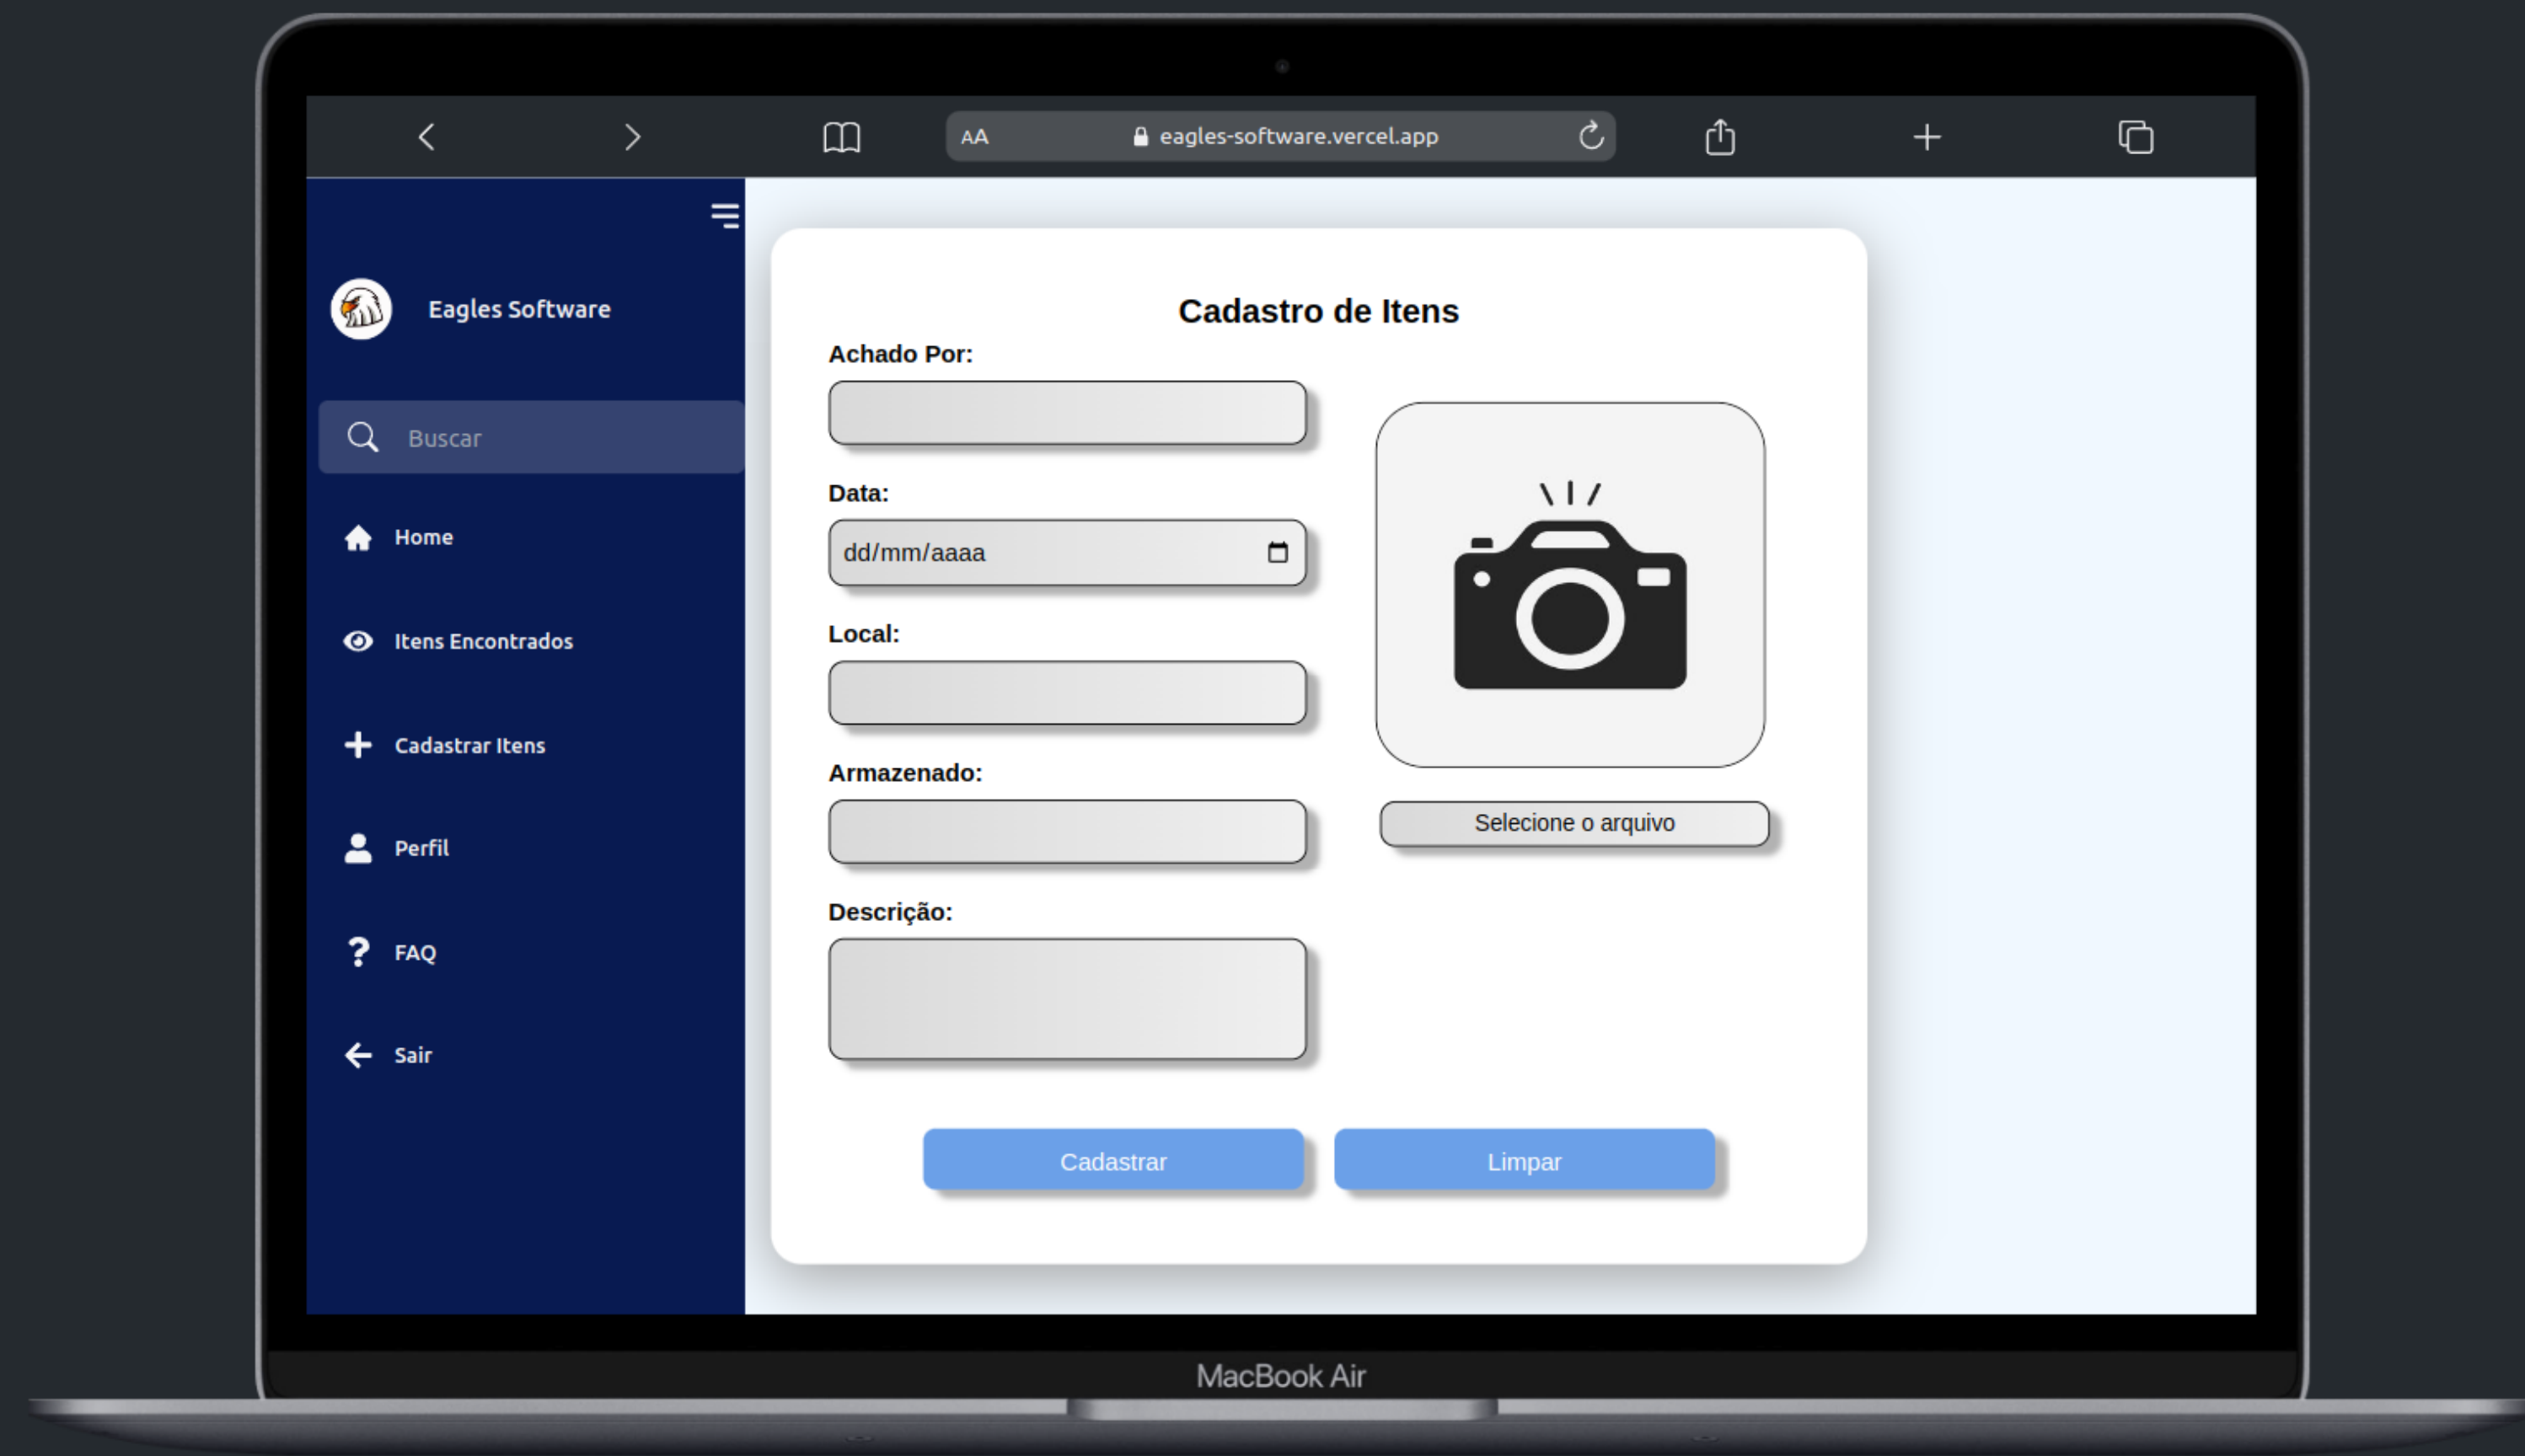 AA eagles-software.vercel.app
Eagles Software
Buscar
Home
Itens Encontrados
Cadastrar Itens
Perfil
FAQ
Sair
Cadastro de Itens
Achado Por:
Data:
dd/mm/aaaa
Local:
Armazenado:
Descrição:
Selecione o arquivo
Cadastrar
Limpar
MacBook Air